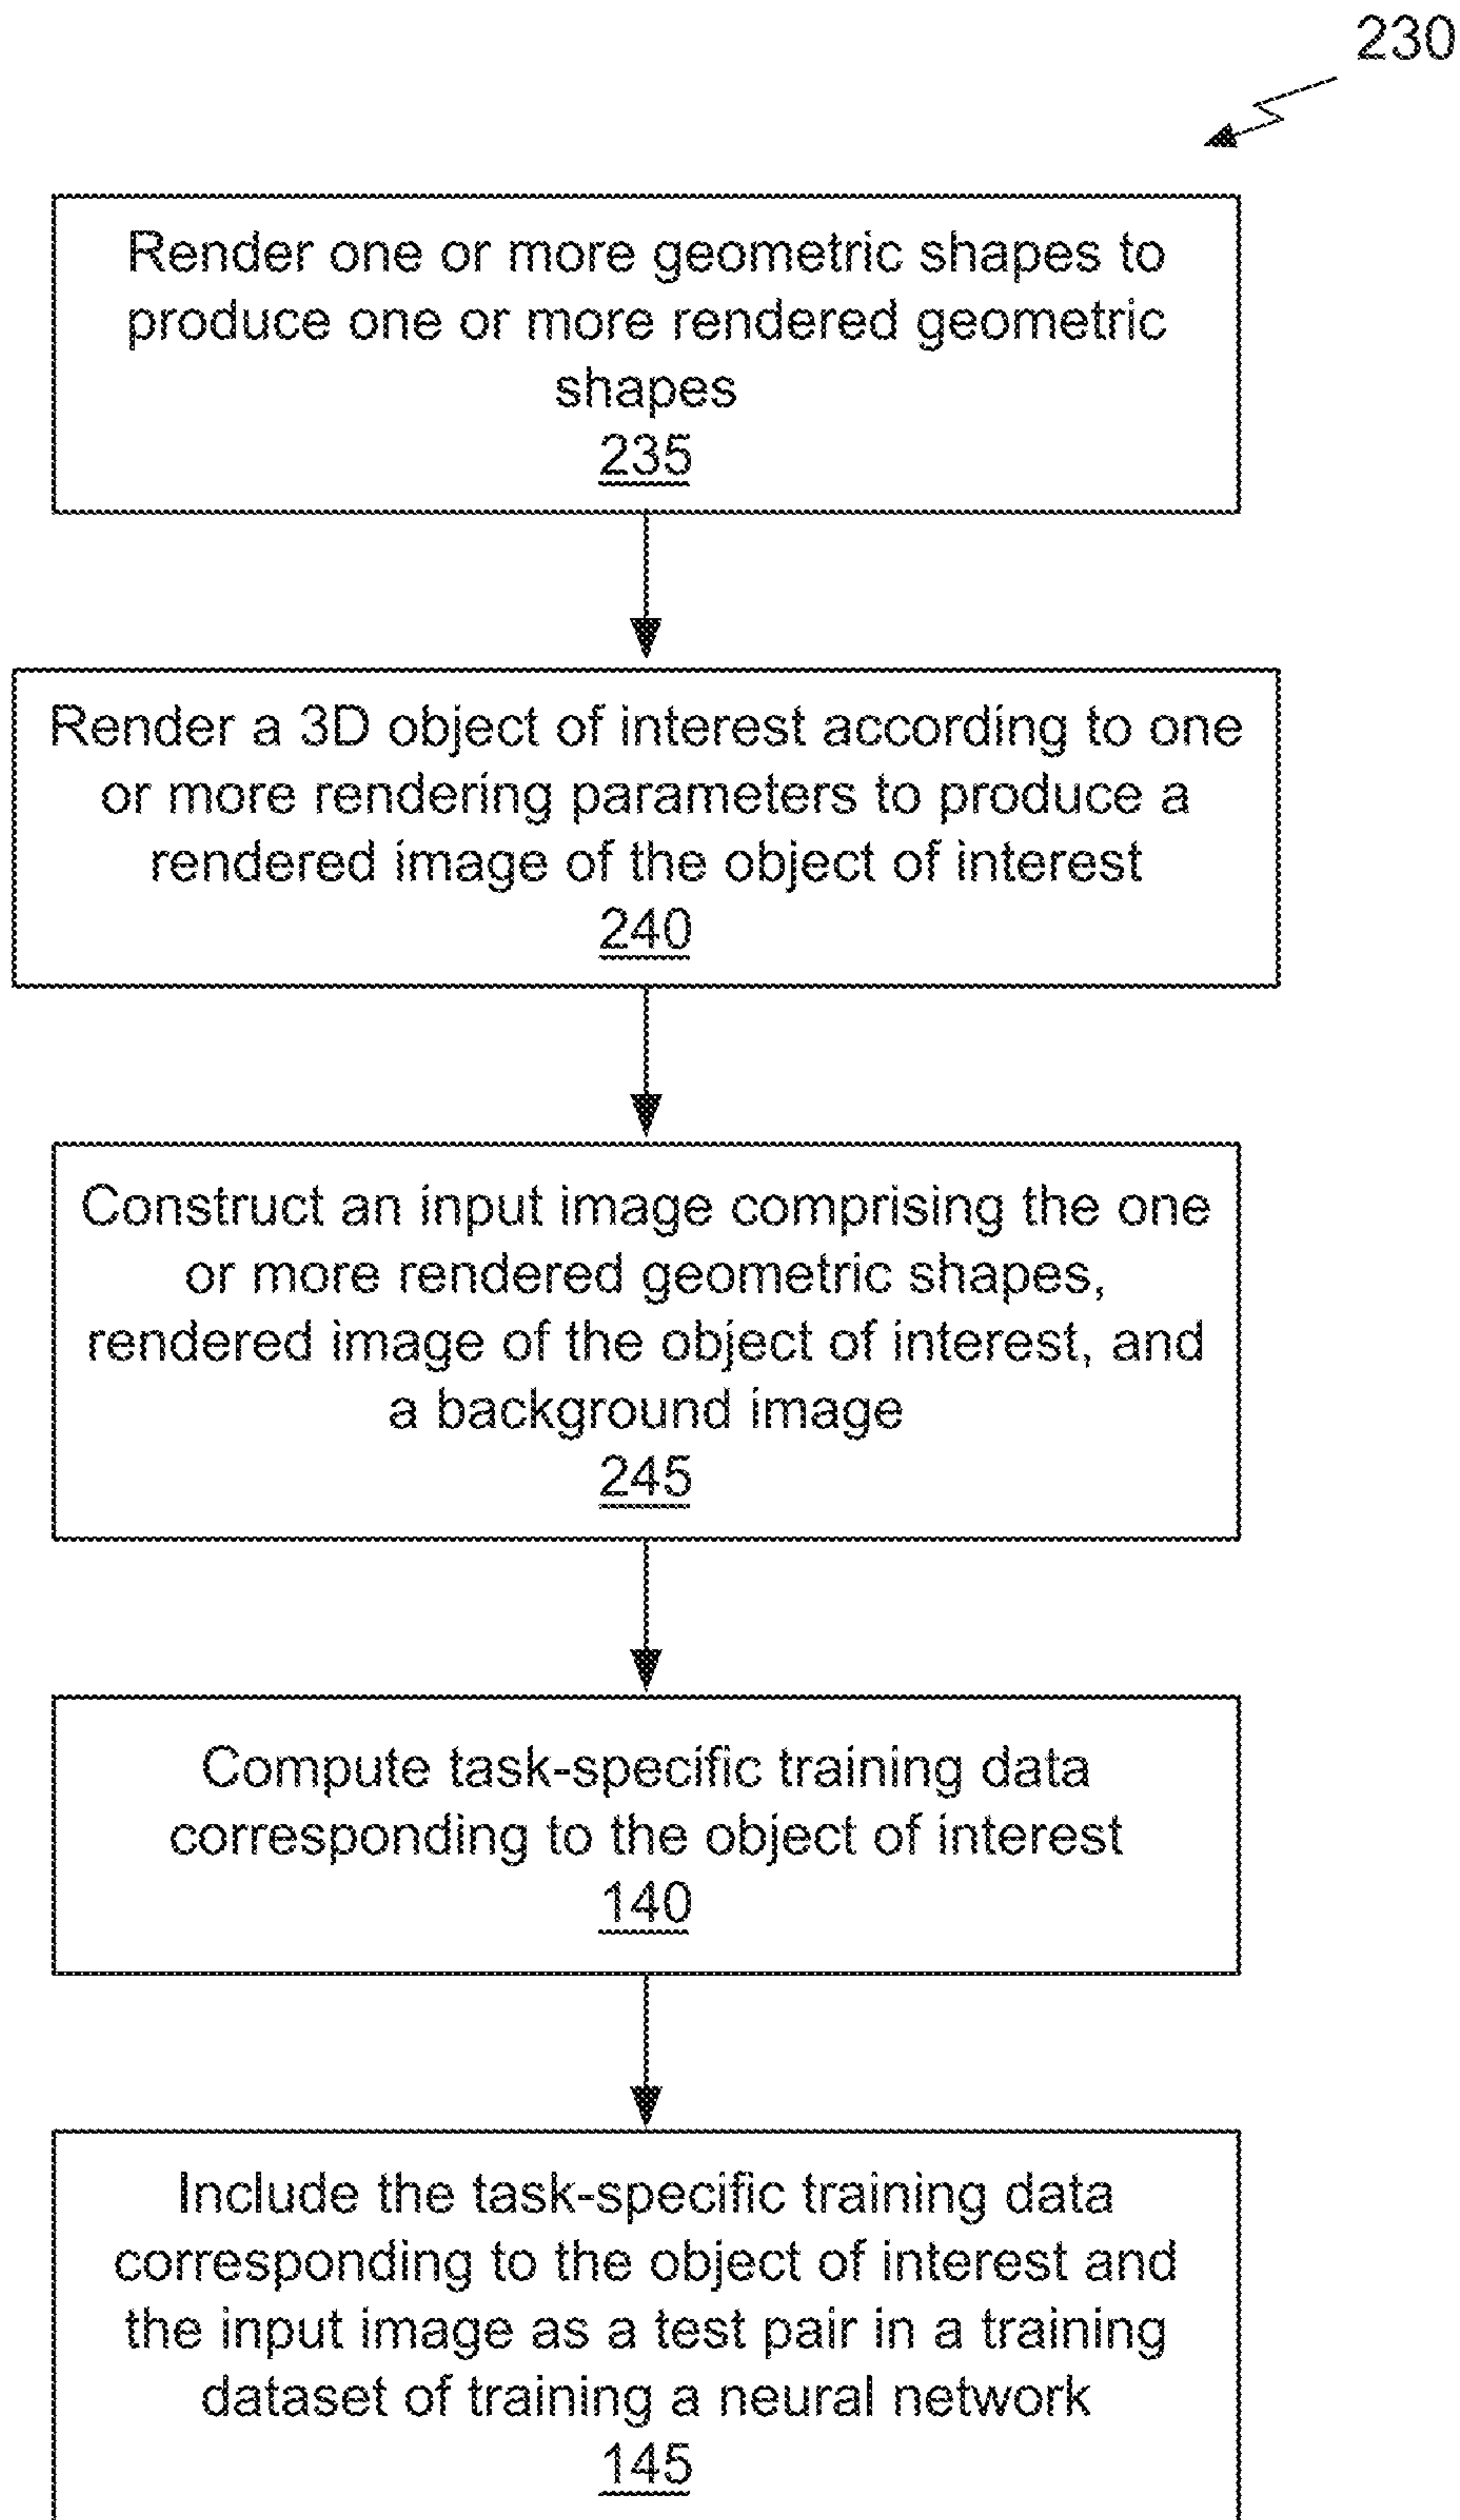 230
Render one or more geometric shapes to
produce one or more rendered geometric
shapes
235
Render a 3D object of interest according to one
or more rendering parameters to produce a
rendered image of the object of interest
240
Construct an input image comprising the one
or more rendered geometric shapes,
rendered image of the object of interest, and
a background image
245
Compute task-specific training data
corresponding to the object of interest
140
Include the task-specific training data
corresponding to the object of interest and
the input image as a test pair in a training
dataset of training a neural network
145